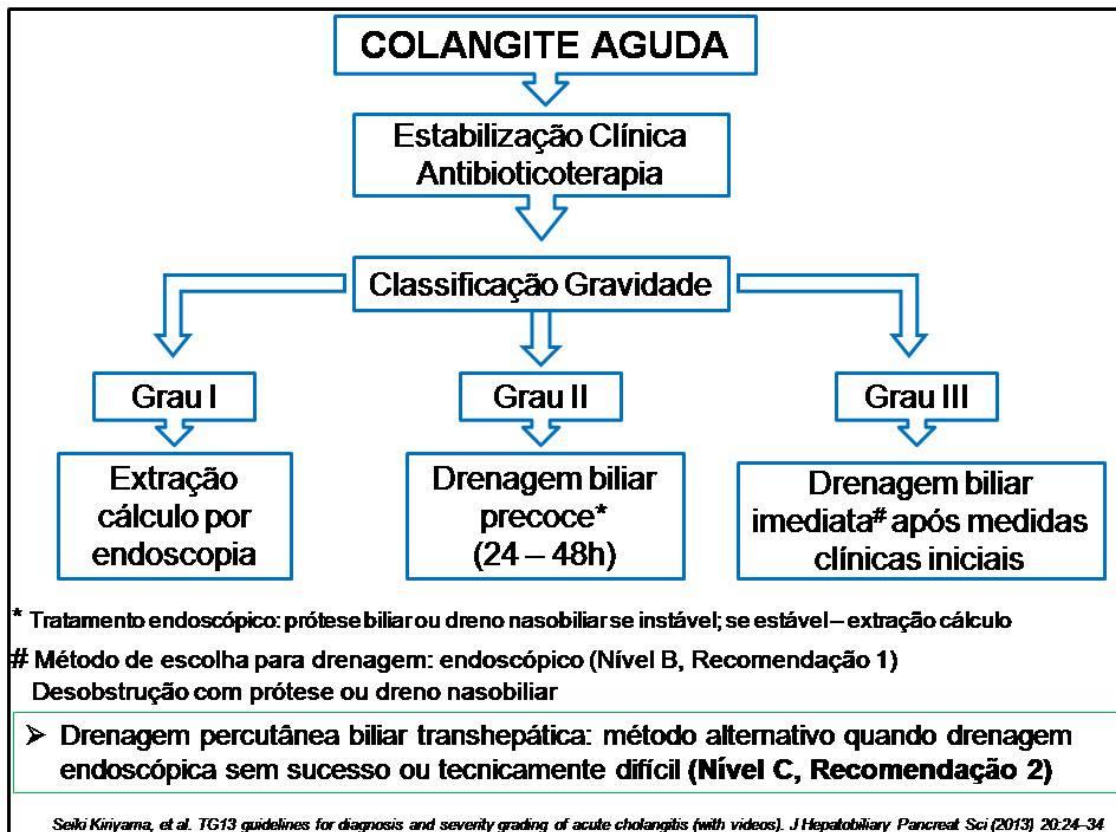 COLANGITE AGUDA
Estabilização Clínica
Antibioticoterapia
Classificação Gravidade
Grau I
Grau II
Grau III
Extração
cálculo por
endoscopia
Drenagem biliar
precoce*
(24 – 48h)
Drenagem biliar
imediata# após medidas
clínicas iniciais
* Tratamento endoscópico: prótese biliar ou dreno nasobiliar se instável; se estável – extração cálculo
# Método de escolha para drenagem: endoscópico (Nível B, Recomendação 1)
Desobstrução com prótese ou dreno nasobiliar
➢ Drenagem percutânea biliar transhepática: método alternativo quando drenagem
endoscópica sem sucesso ou tecnicamente difícil (Nível C, Recomendação 2)
Seiki Kiriyama, et al. TG13 guidelines for diagnosis and severity grading of acute cholangitis (with videos). J Hepatobiliary Pancreat Sci (2013) 20:24–34